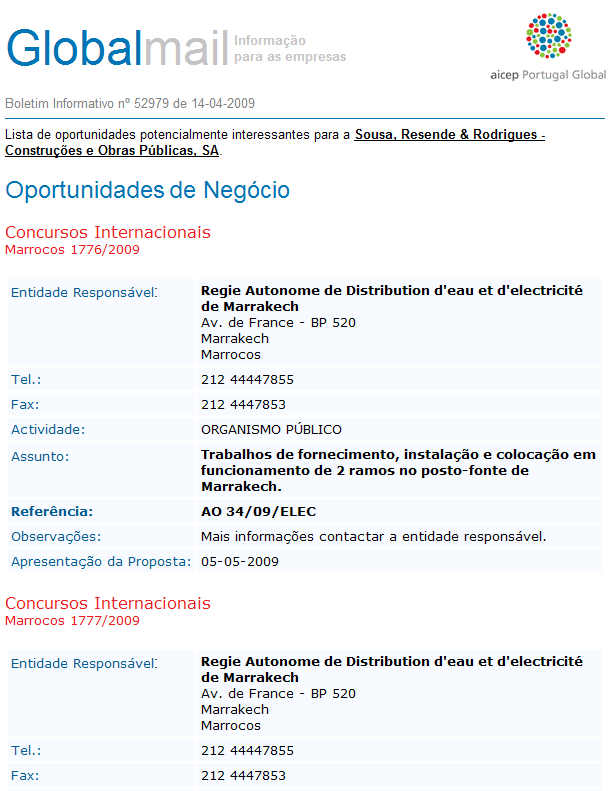 Globalmail Informação
para as empresas
aicep Portugal Global
Boletim Informativo nº 52979 de 14-04-2009
Lista de oportunidades potencialmente interessantes para a Sousa, Resende & Rodrigues -
Construções e Obras Públicas, SA.
Oportunidades de Negócio
Concursos Internacionais
Marrocos 1776/2009
Entidade Responsável: Regie Autonome de Distribution d'eau et d'electricité
de Marrakech
Av. de France - BP 520
Marrakech
Marrocos
Tel.: 212 44447855
Fax: 212 4447853
Actividade: ORGANISMO PÚBLICO
Assunto: Trabalhos de fornecimento, instalação e colocação em
funcionamento de 2 ramos no posto-fonte de
Marrakech.
Referência: AO 34/09/ELEC
Observações: Mais informações contactar a entidade responsável.
Apresentação da Proposta: 05-05-2009
Concursos Internacionais
Marrocos 1777/2009
Entidade Responsável: Regie Autonome de Distribution d'eau et d'electricité
de Marrakech
Av. de France - BP 520
Marrakech
Marrocos
Tel.: 212 44447855
Fax: 212 4447853